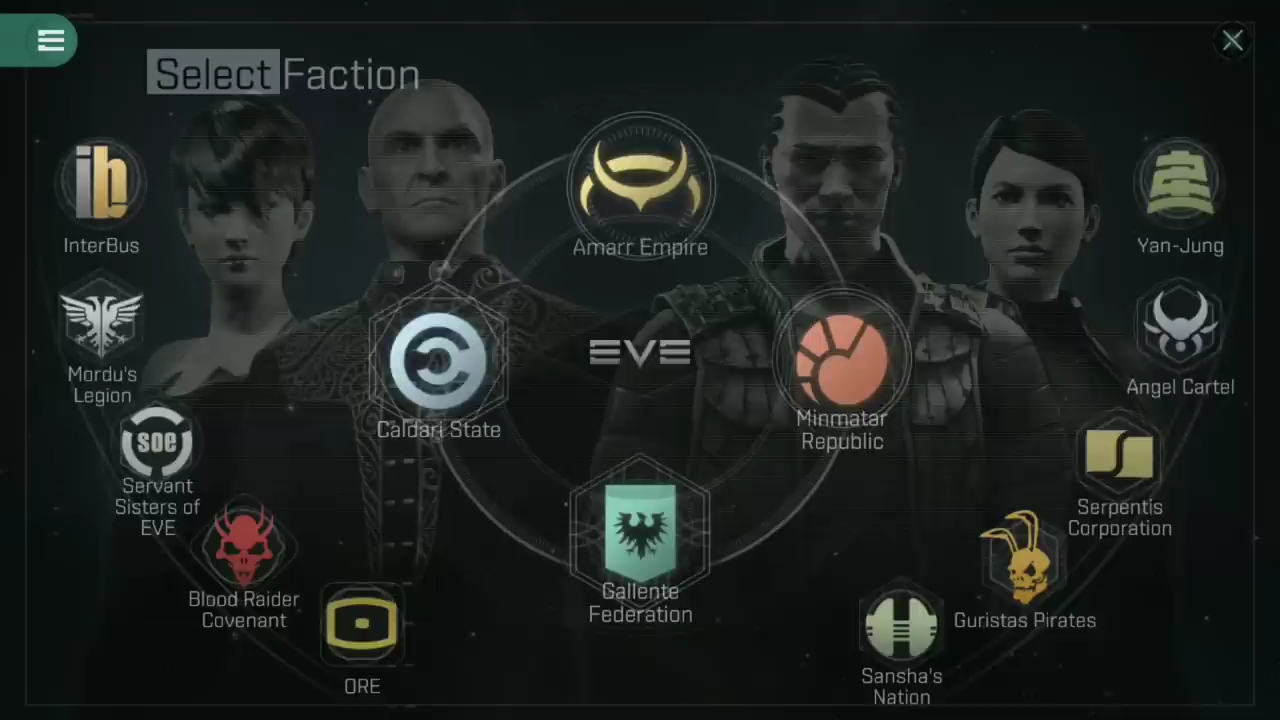 Select Faction
ib
InterBus
Amarr Empire
Yan-Jung
Mordu's
Legion
Angel Cartel
EVE
Caldari State
Minmatar
Republic
SOE
Servant
Sisters of
EVE
Serpentis
Corporation
Blood Raider
Covenant
Gallente
Federation
Guristas Pirates
ORE
Sansha's
Nation